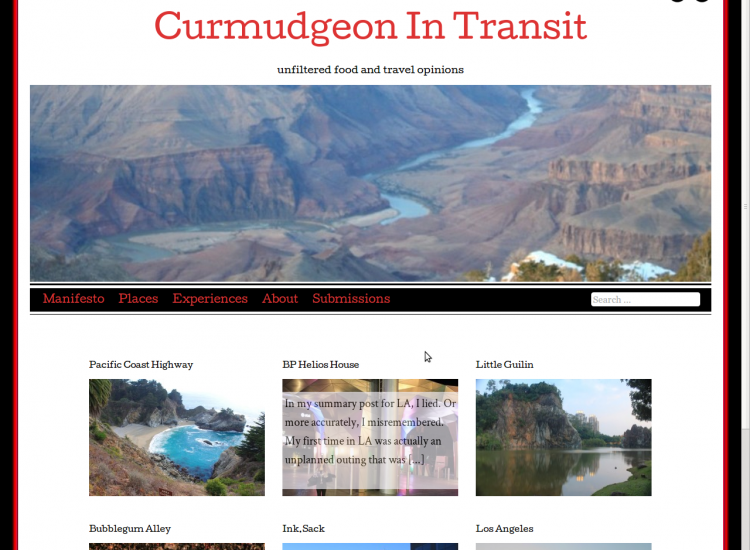 Curmudgeon In Transit
unfiltered food and travel opinions
Manifesto Places Experiences About Submissions Search ...
Pacific Coast Highway BP Helios House Little Guilin
In my summary post for LA, I lied. Or
more accurately, I misremembered.
My first time in LA was actually an
unplanned outing that was [...]
Bubblegum Alley Ink.Sack Los Angeles